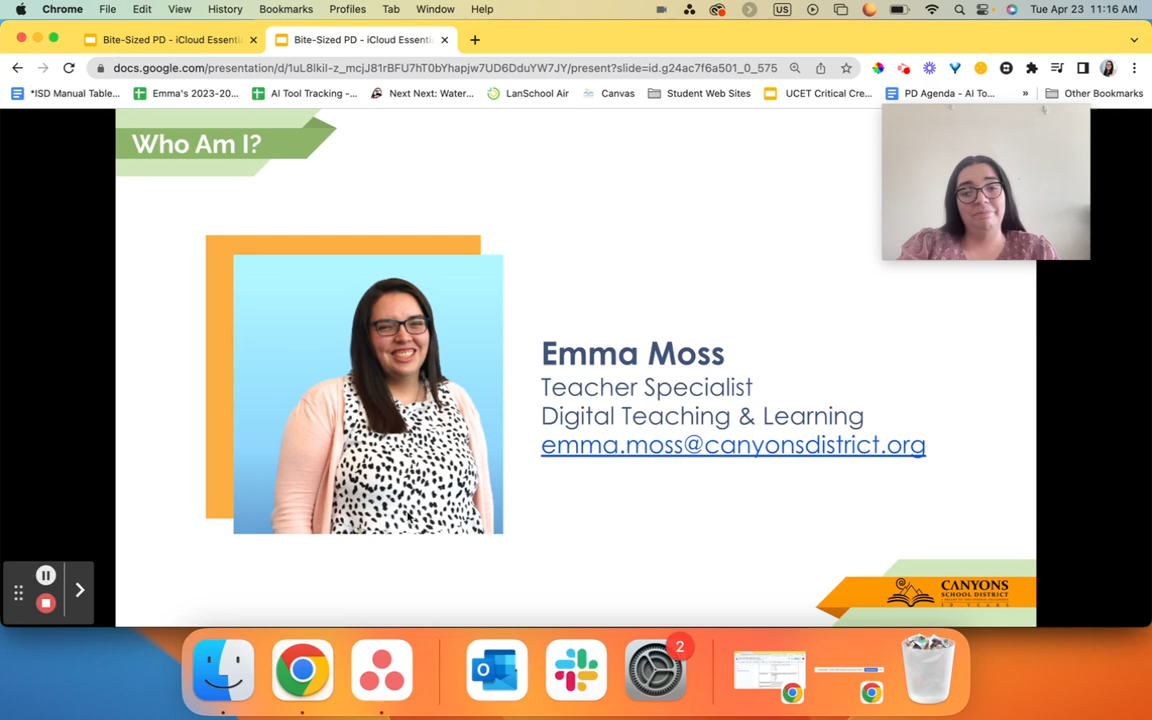 Chrome File Edit View History Bookmarks Profiles Tab Window Help US Tue Apr 23 11:16 AM
Bite-Sized PD - iCloud Essenti Bite-Sized PD - iCloud Essenti
docs.google.com/presentation/d/1uL8lkiI-z_mcjJ81rBFU7hT0bYhapjw7UD6DduYW7JY/present?slide=id.g24ac7f6a501_0_575
*ISD Manual Table... Emma's 2023-20... AI Tool Tracking -... Next Next: Water... LanSchool Air Canvas Student Web Sites UCET Critical Cre... PD Agenda - AI To... » Other Bookmarks
Who Am I?
Emma Moss
Teacher Specialist
Digital Teaching & Learning
emma.moss@canyonsdistrict.org
CANYONS
SCHOOL DISTRICT
2